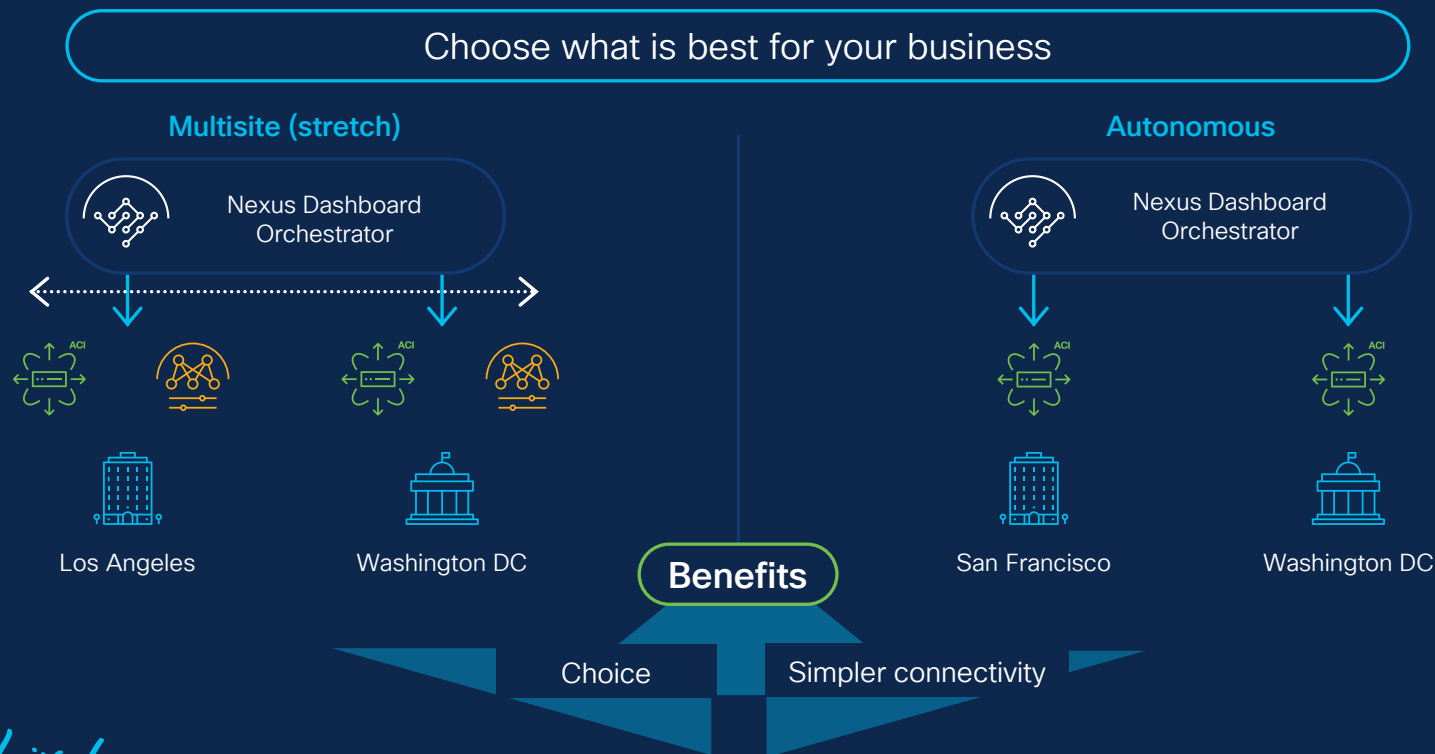 Choose what is best for your business
Multisite (stretch)
Nexus Dashboard
Orchestrator
ACI
ACI
Los Angeles
Washington DC
Autonomous
Nexus Dashboard
Orchestrator
ACI
ACI
San Francisco
Washington DC
Benefits
Choice
Simpler connectivity